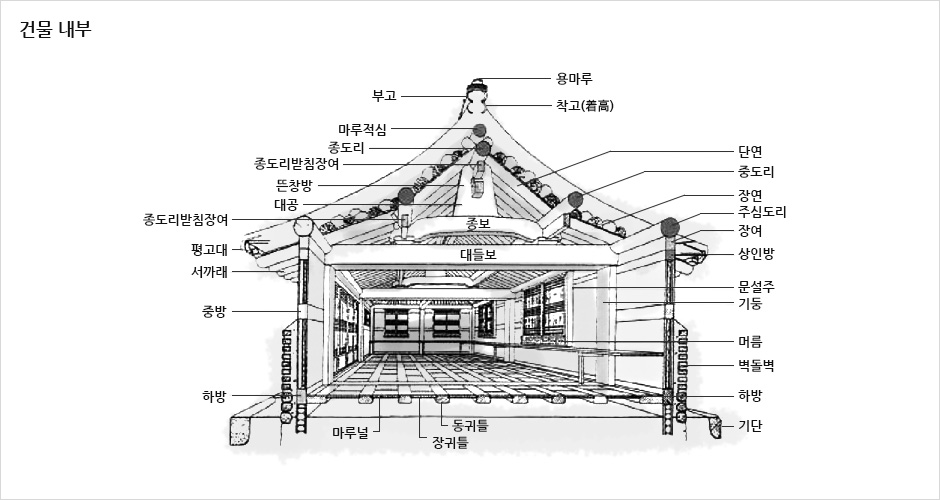 건물 내부
용마루
부고
착고(着高)
마루적심
종도리
종도리받침장여
뜬창방
대공
종도리받침장여
평고대
서까래
중방
하방
종보
대들보
단연
중도리
장연
주심도리
장여
상인방
문설주
기둥
머름
벽돌벽
하방
기단
마루널
장귀틀
동귀틀